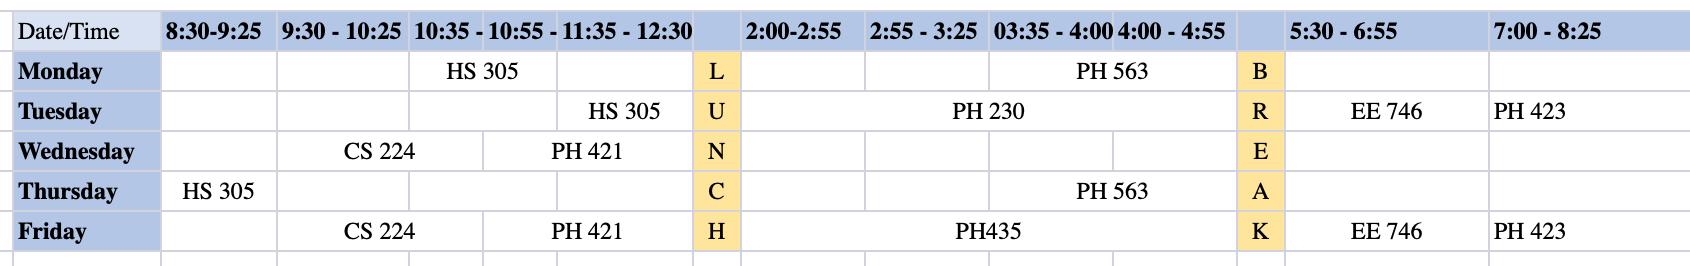 Date/Time 8:30-9:25 9:30 - 10:25 10:35 - 10:55 - 11:35 - 12:30 2:00-2:55 2:55 - 3:25 03:35 - 4:00 4:00 - 4:55 5:30 - 6:55 7:00 - 8:25
Monday HS 305 L PH 563 B
Tuesday HS 305 U PH 230 R EE 746 PH 423
Wednesday CS 224 PH 421 N E
Thursday HS 305 C PH 563 A
Friday CS 224 PH 421 H PH435 K EE 746 PH 423